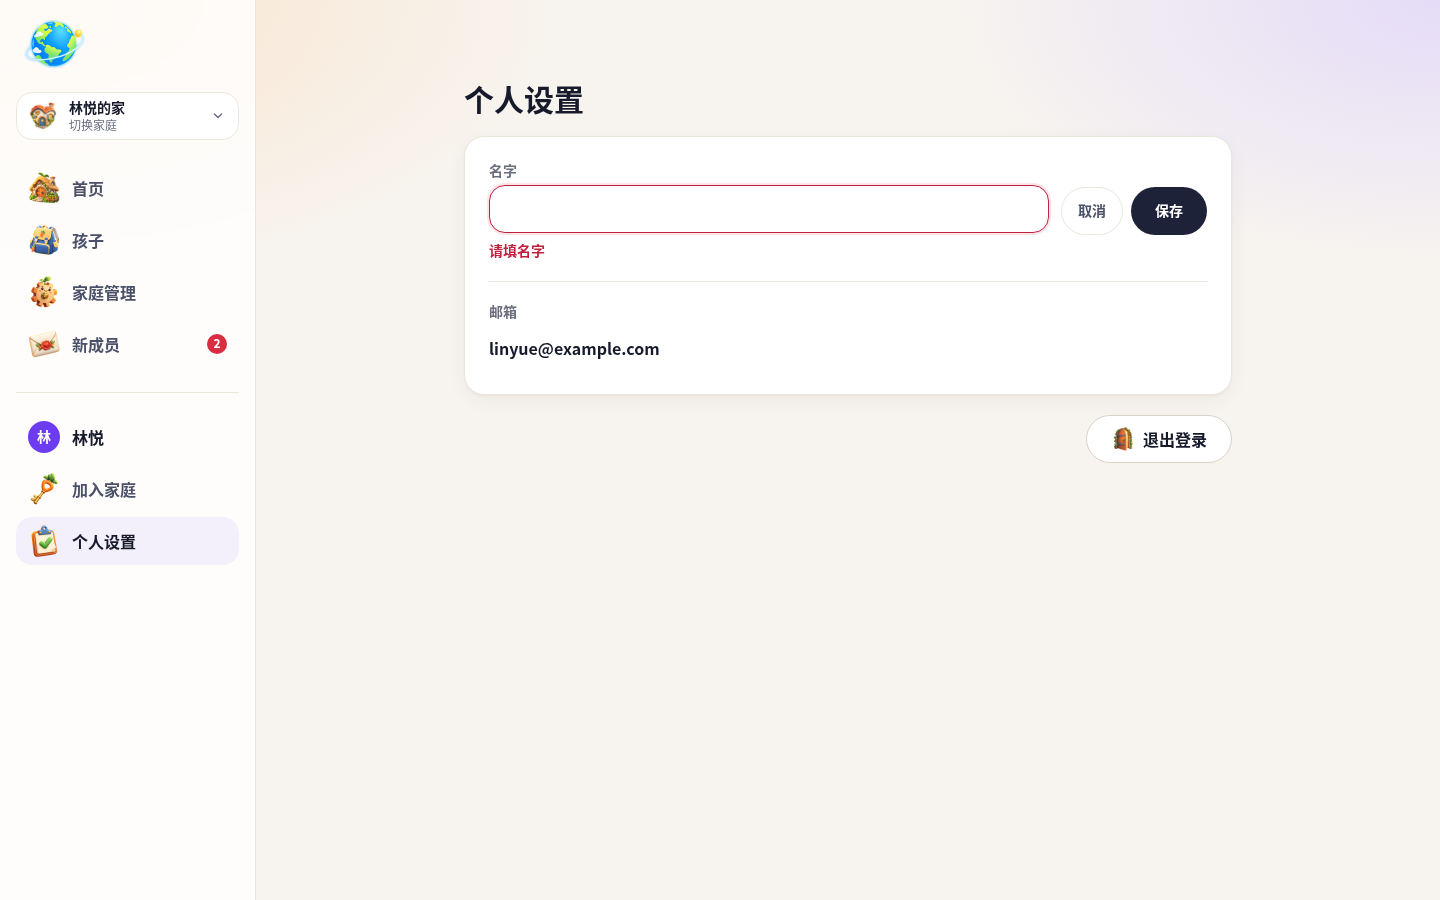 林悦的家
切换家庭
首页
孩子
家庭管理
新成员
2
林
林悦
加入家庭
个人设置
个人设置
名字
取消
保存
请填名字
邮箱
linyue@example.com
退出登录